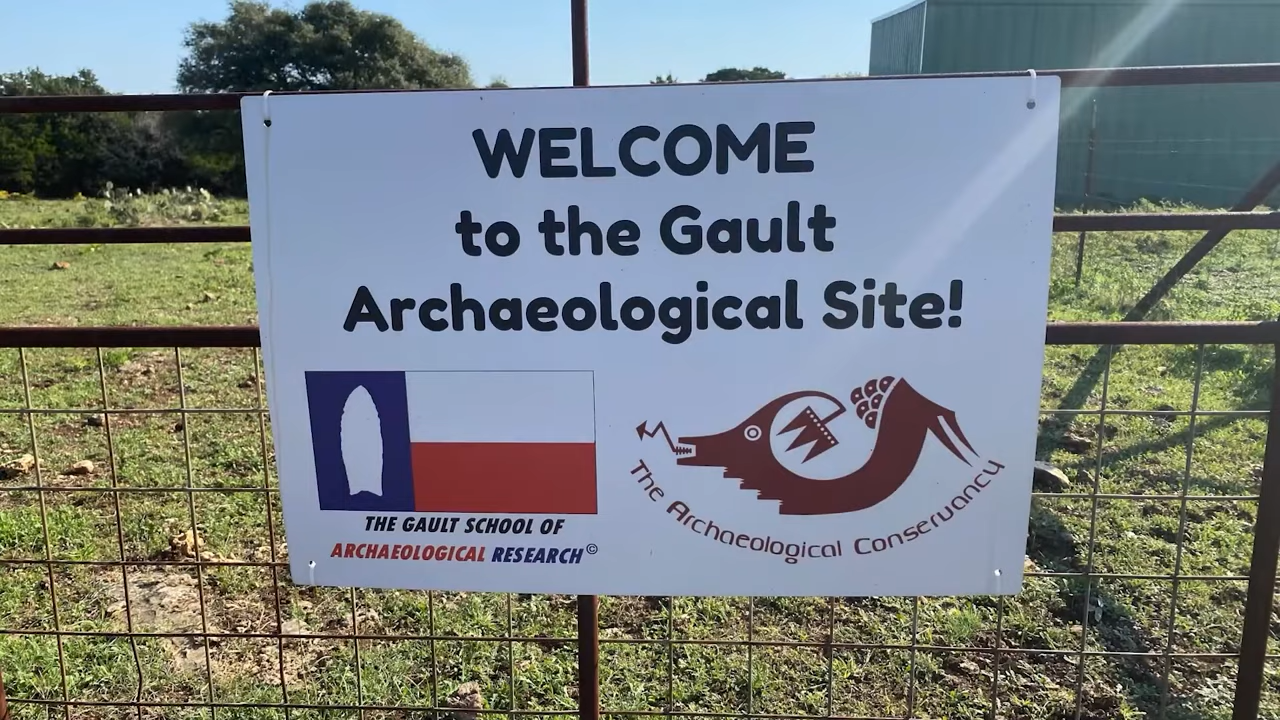 WELCOME
to the Gault
Archaeological Site!
THE GAULT SCHOOL OF
ARCHAEOLOGICAL RESEARCH©
The Archaeological Conservancy